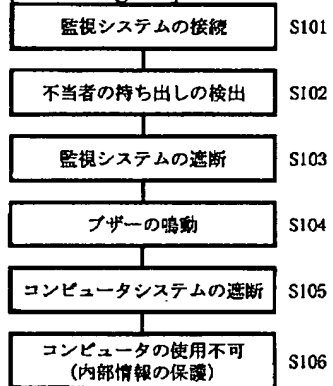 監視システムの接続 S101
不当者の持ち出しの検出 S102
監視システムの遮断 S103
ブザーの鳴動 S104
コンピュータシステムの遮断 S105
コンピュータの使用不可
(内部情報の保護) S106